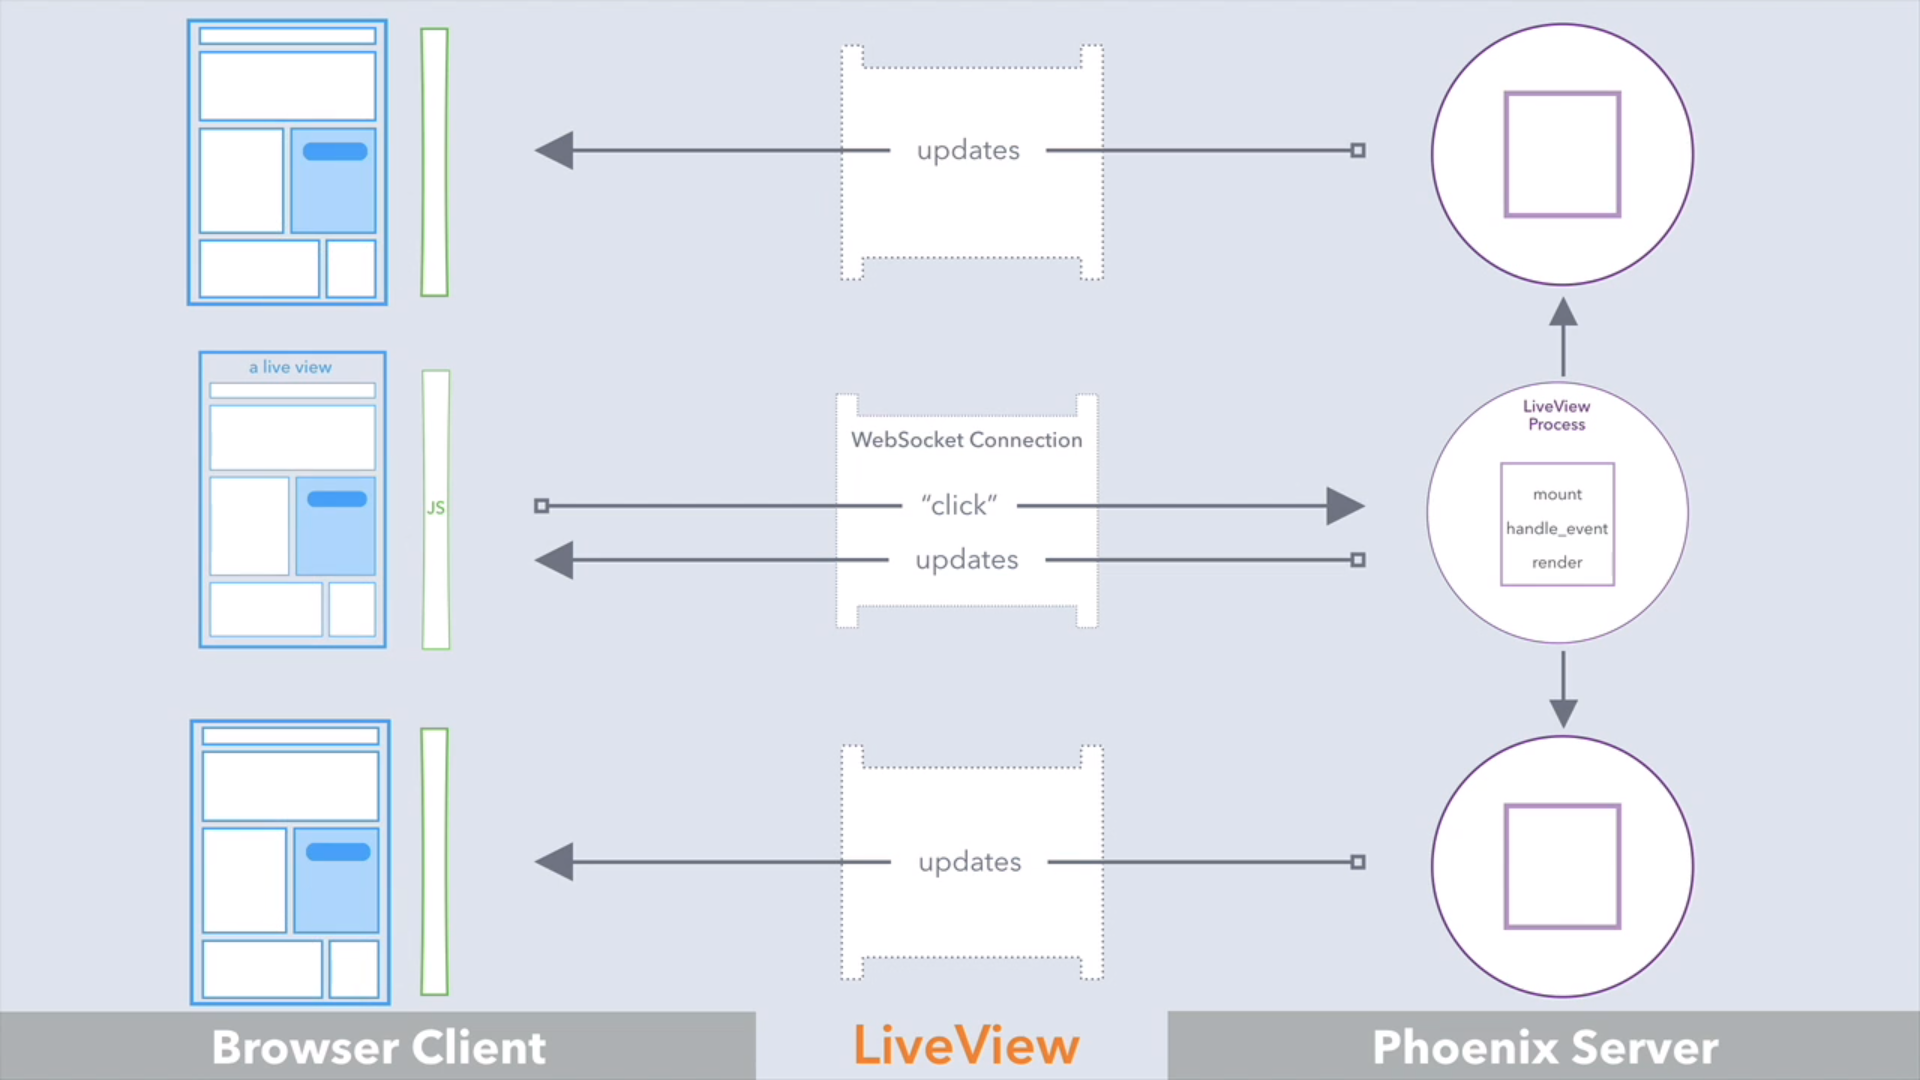 updates
a live view
LiveView
Process
WebSocket Connection
JS
“click”
updates
mount
handle_event
render
updates
Browser Client
LiveView
Phoenix Server